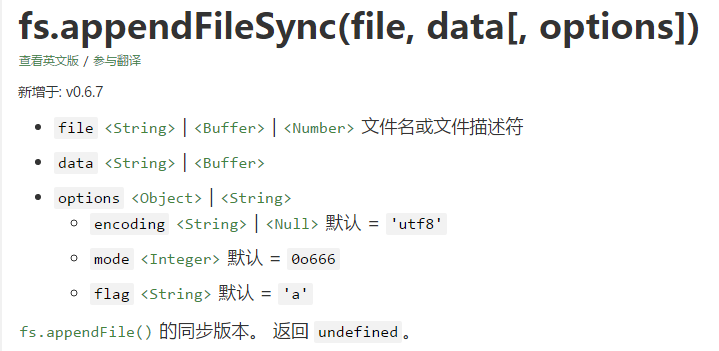 fs.appendFileSync(file, data[, options])
查看英文版 / 参与翻译
新增于: v0.6.7
file <String> | <Buffer> | <Number> 文件名或文件描述符
data <String> | <Buffer>
options <Object> | <String>
encoding <String> | <Null> 默认 = 'utf8'
mode <Integer> 默认 = 0o666
flag <String> 默认 = 'a'
fs.appendFile() 的同步版本。 返回 undefined。